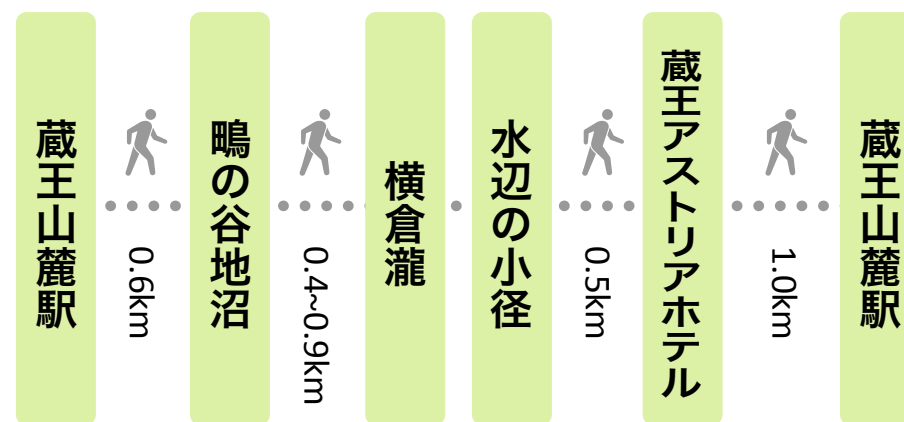 蔵王山麓駅
0.6km
鴫の谷地沼
0.4~0.9km
横倉瀧
水辺の小径
0.5km
蔵王アストリアホテル
1.0km
蔵王山麓駅